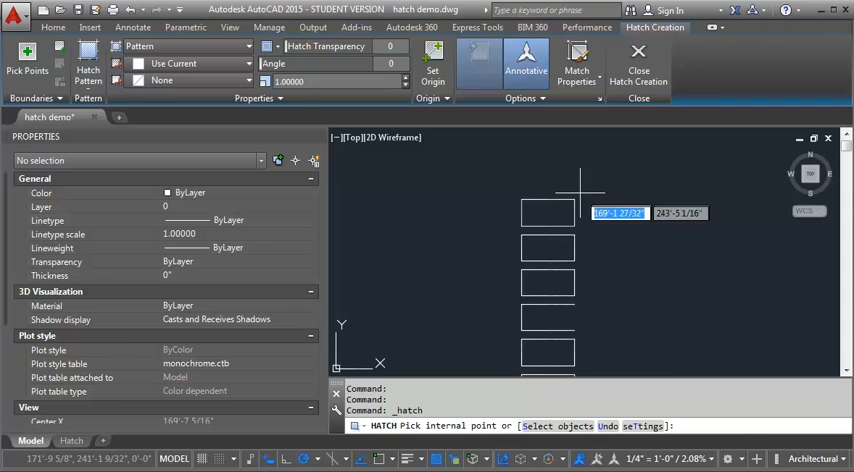 Autodesk AutoCAD 2015 - STUDENT VERSION hatch demo.dwg Type a keyword or phrase Sign In
Home Insert Annotate Parametric View Manage Output Add-ins Autodesk 360 Express Tools BIM 360 Performance Hatch Creation
Pattern Hatch Transparency 0
Use Current Angle 0
None 1.00000
Pick Points
Hatch Pattern
Set Origin
Annotative
Match Properties
Close Hatch Creation
Boundaries Pattern Properties Origin Options Close
hatch demo*
PROPERTIES
No selection
General
Color ByLayer
Layer 0
Linetype ByLayer
Linetype scale 1.00000
Lineweight ByLayer
Transparency ByLayer
Thickness 0"
3D Visualization
Material ByLayer
Shadow display Casts and Receives Shadows
Plot style
Plot style ByColor
Plot style table monochrome.ctb
Plot table attached to Model
Plot table type Color dependent
View
Center X 169'-7 5/16"
[-][Top][2D Wireframe]
N
W TOP E
S
WCS
169'-1 27/32" 243'-5 1/16"
Y
X
Command:
Command:
Command: _hatch
HATCH Pick internal point or [Select objects Undo seTtings]:
Model Hatch
171'-9 5/8", 241'-1 9/32", 0'-0" MODEL 1/4" = 1'-0" / 2.08% Architectural